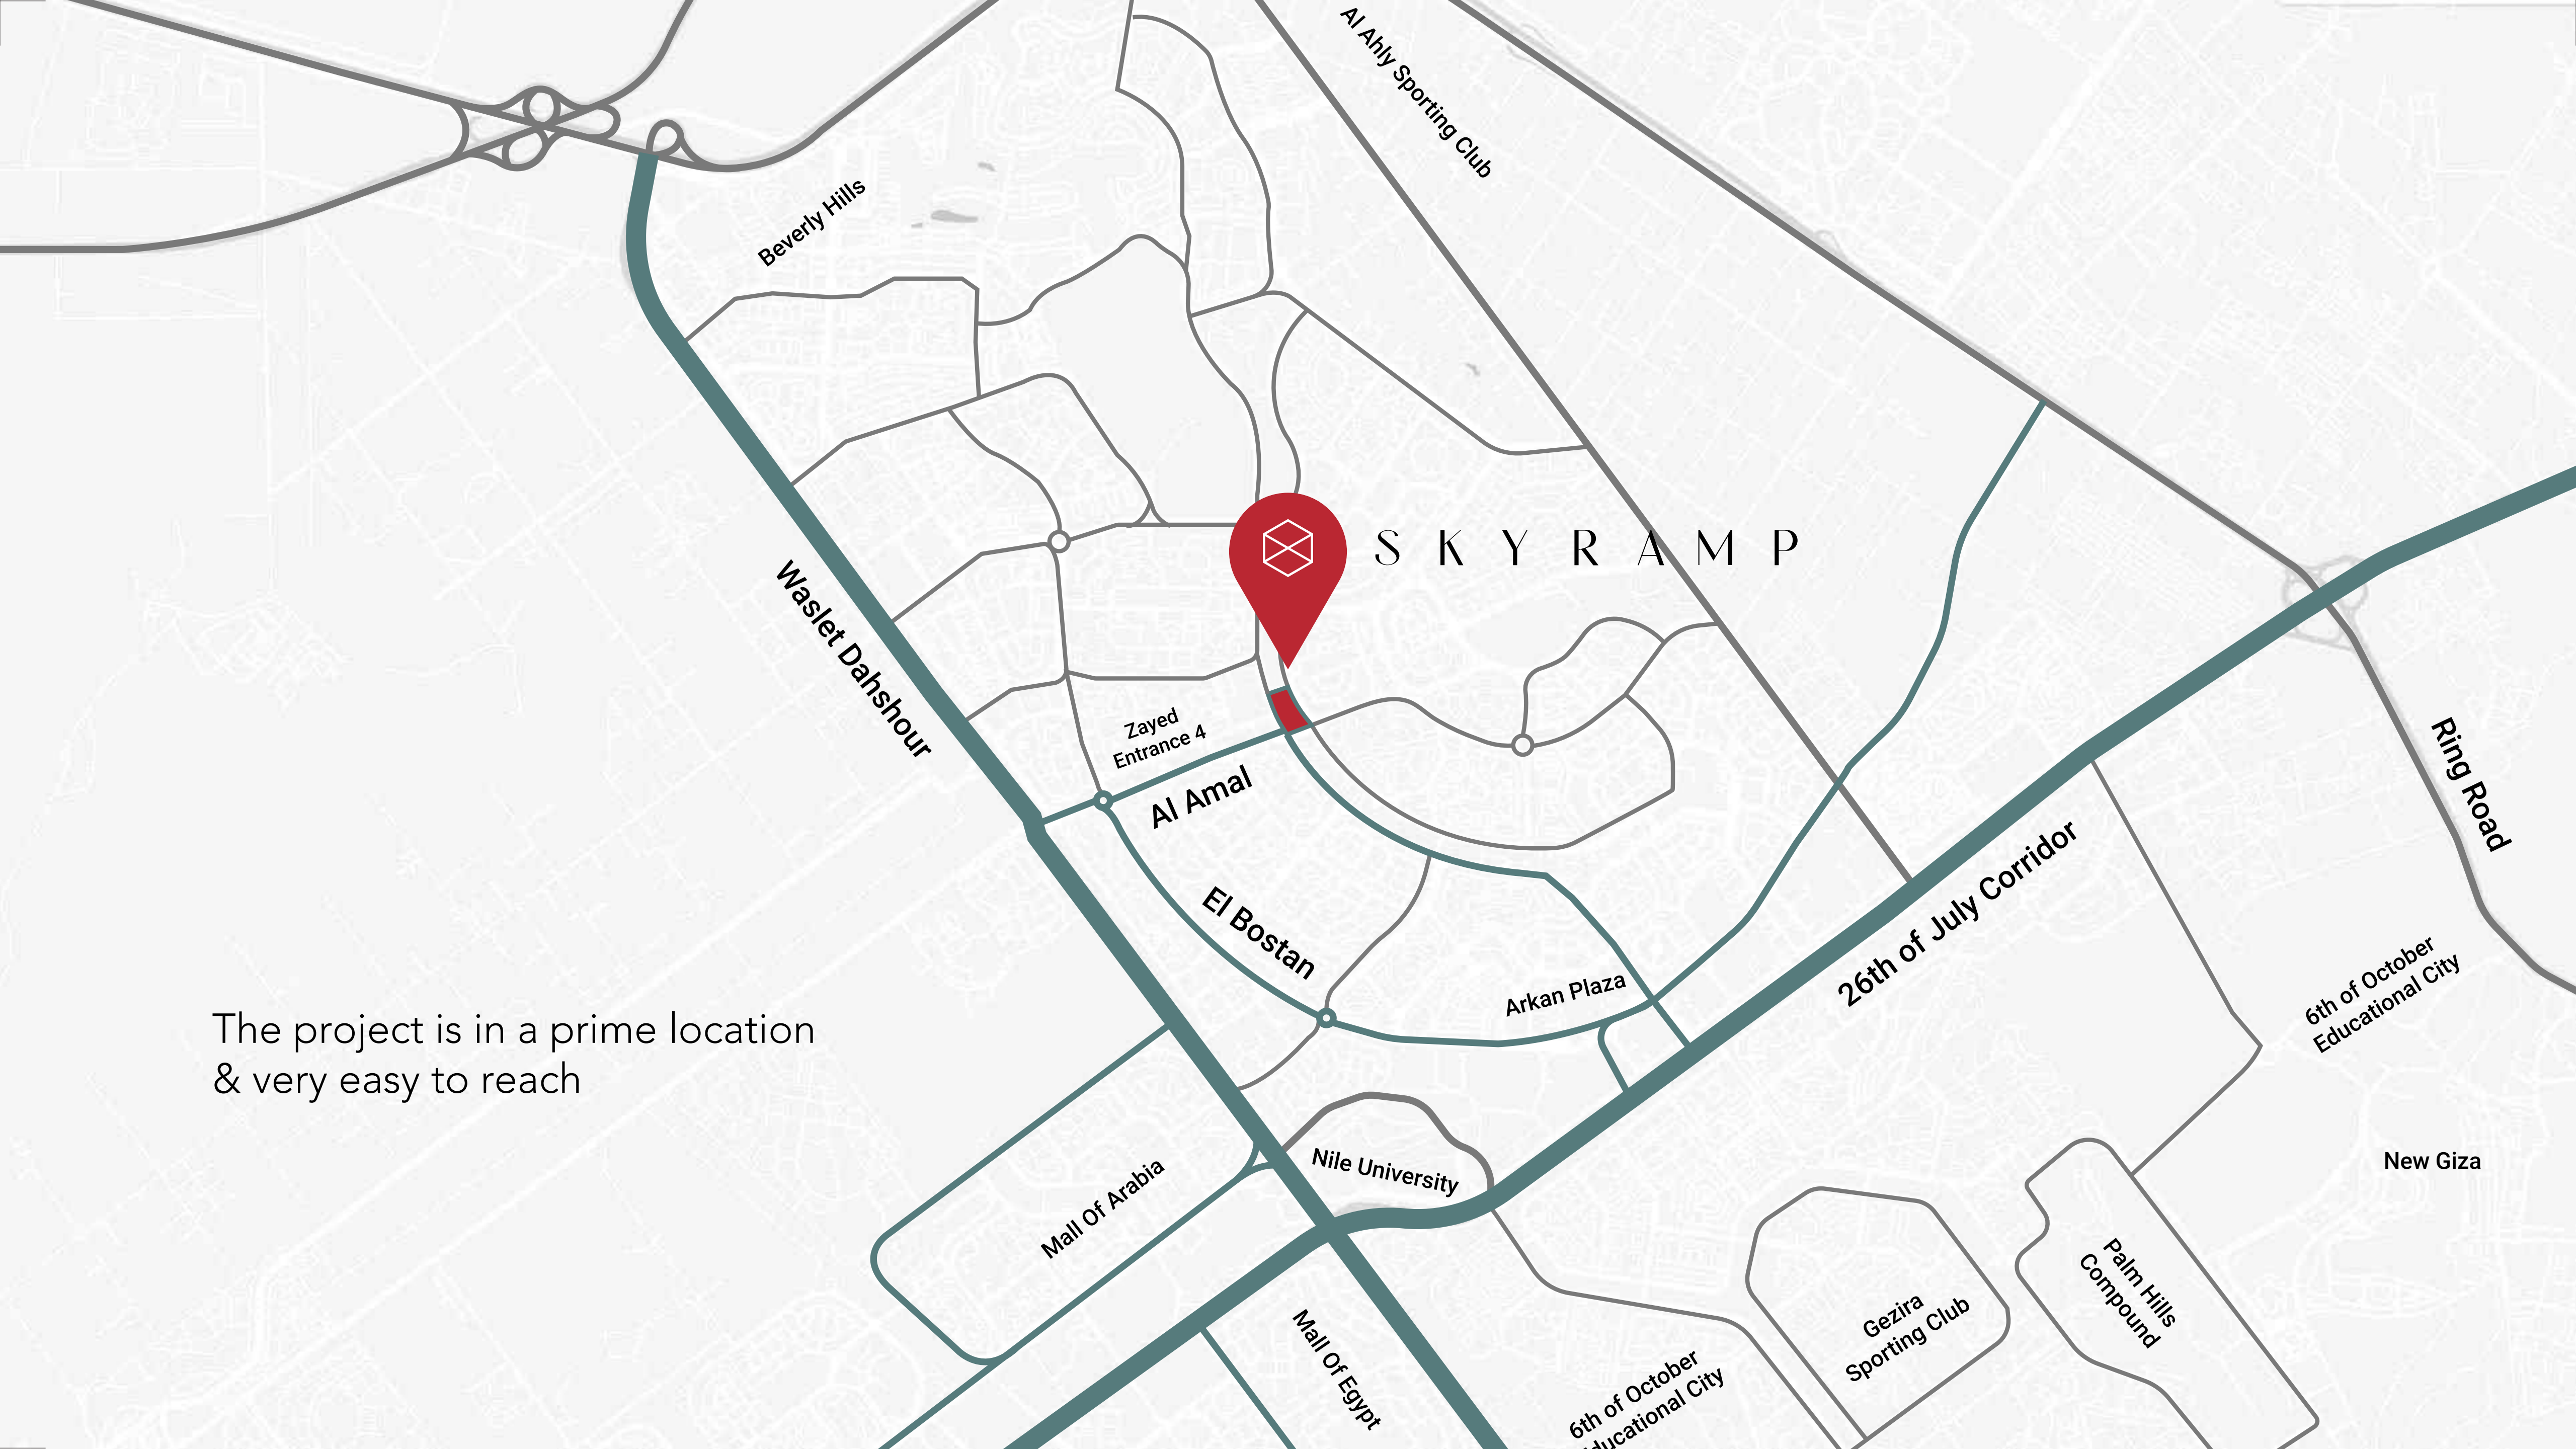 Al Ahly Sporting Club
Beverly Hills
SKYRAMP
Waslet Dahshour
Zayed
Entrance 4
Al Amal
El Bostan
Arkan Plaza
26th of July Corridor
Ring Road
6th of October
Educational City
The project is in a prime location
& very easy to reach
New Giza
Nile University
Mall Of Arabia
Mall Of Egypt
Gezira
Sporting Club
Palm Hills
Compound
6th of October
ducational City